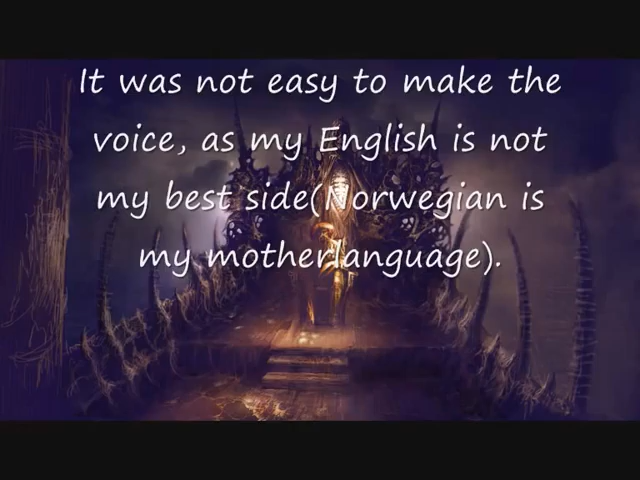 It was not easy to make the
voice, as my English is not
my best side(Norwegian is
my motherlanguage).